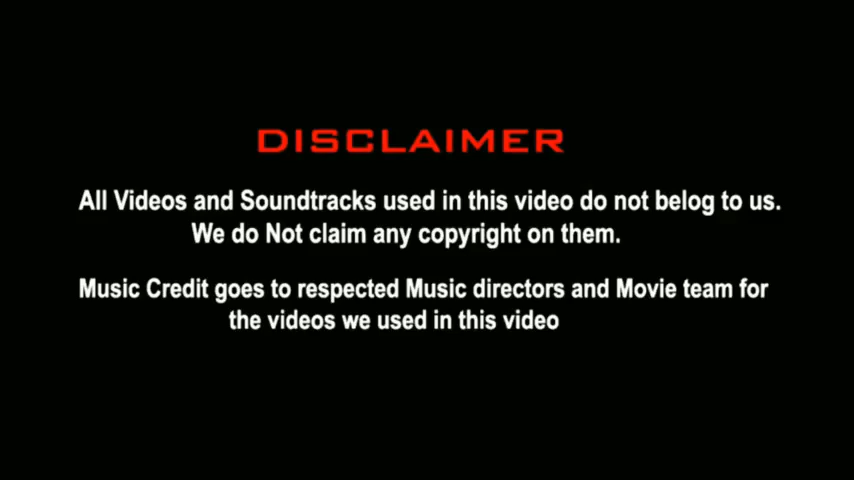 DISCLAIMER
All Videos and Soundtracks used in this video do not belog to us.
We do Not claim any copyright on them.
Music Credit goes to respected Music directors and Movie team for
the videos we used in this video